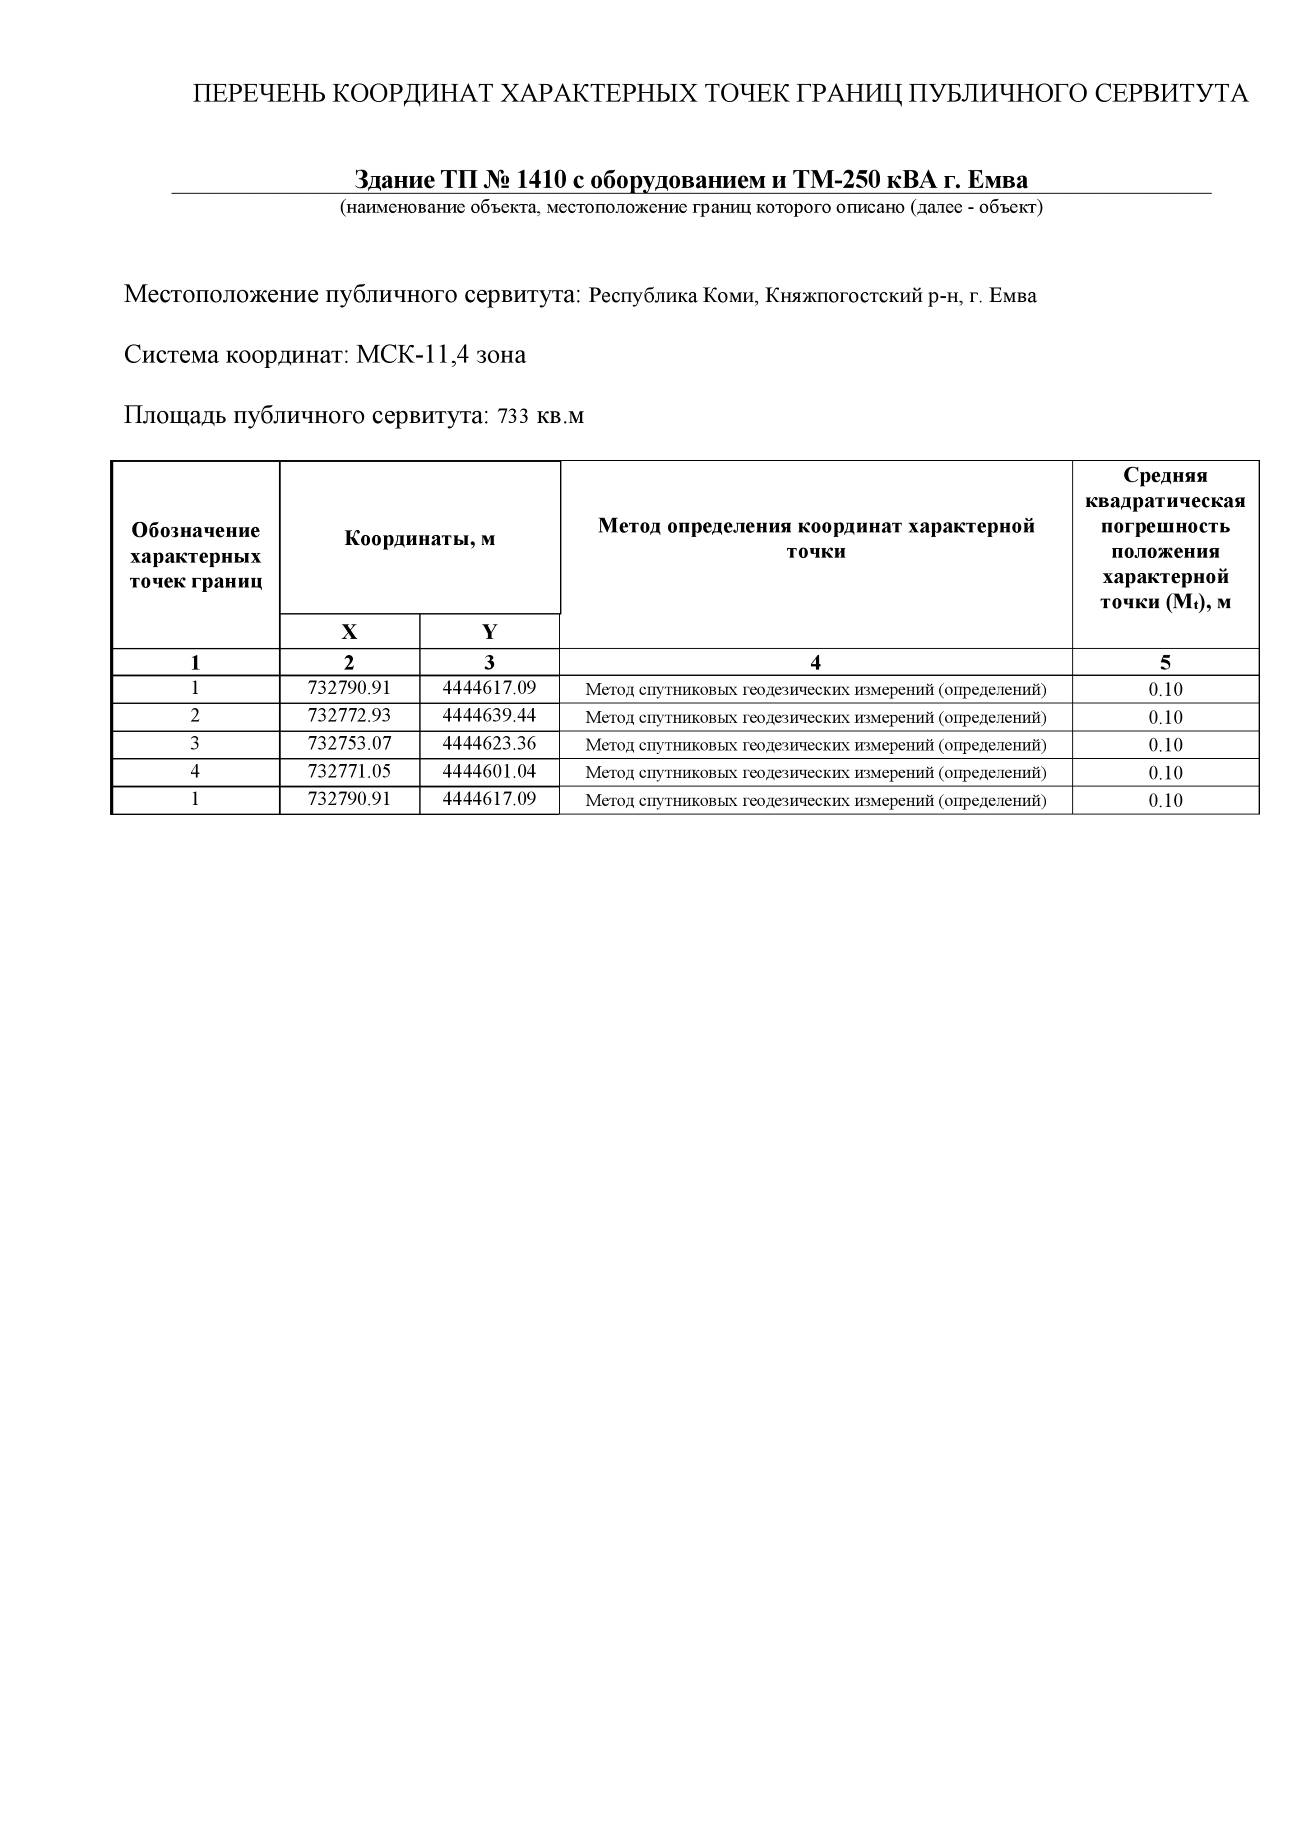 ПЕРЕЧЕНЬ КООРДИНАТ ХАРАКТЕРНЫХ ТОЧЕК ГРАНИЦ ПУБЛИЧНОГО СЕРВИТУТА
Здание ТП № 1410 с оборудованием и ТМ-250 кВА г. Емва
(наименование объекта, местоположение границ которого описано (далее - объект)
Местоположение публичного сервитута: Республика Коми, Княжпогостский р-н, г. Емва
Система координат: МСК-11,4 зона
Площадь публичного сервитута: 733 кв.м
Обозначение
характерных
точек границ
Координаты, м
Метод определения координат характерной
точки
Средняя
квадратическая
погрешность
положения
характерной
точки (Mt), м
X Y
1 2 3 4 5
1 732790.91 4444617.09 Метод спутниковых геодезических измерений (определений) 0.10
2 732772.93 4444639.44 Метод спутниковых геодезических измерений (определений) 0.10
3 732753.07 4444623.36 Метод спутниковых геодезических измерений (определений) 0.10
4 732771.05 4444601.04 Метод спутниковых геодезических измерений (определений) 0.10
1 732790.91 4444617.09 Метод спутниковых геодезических измерений (определений) 0.10